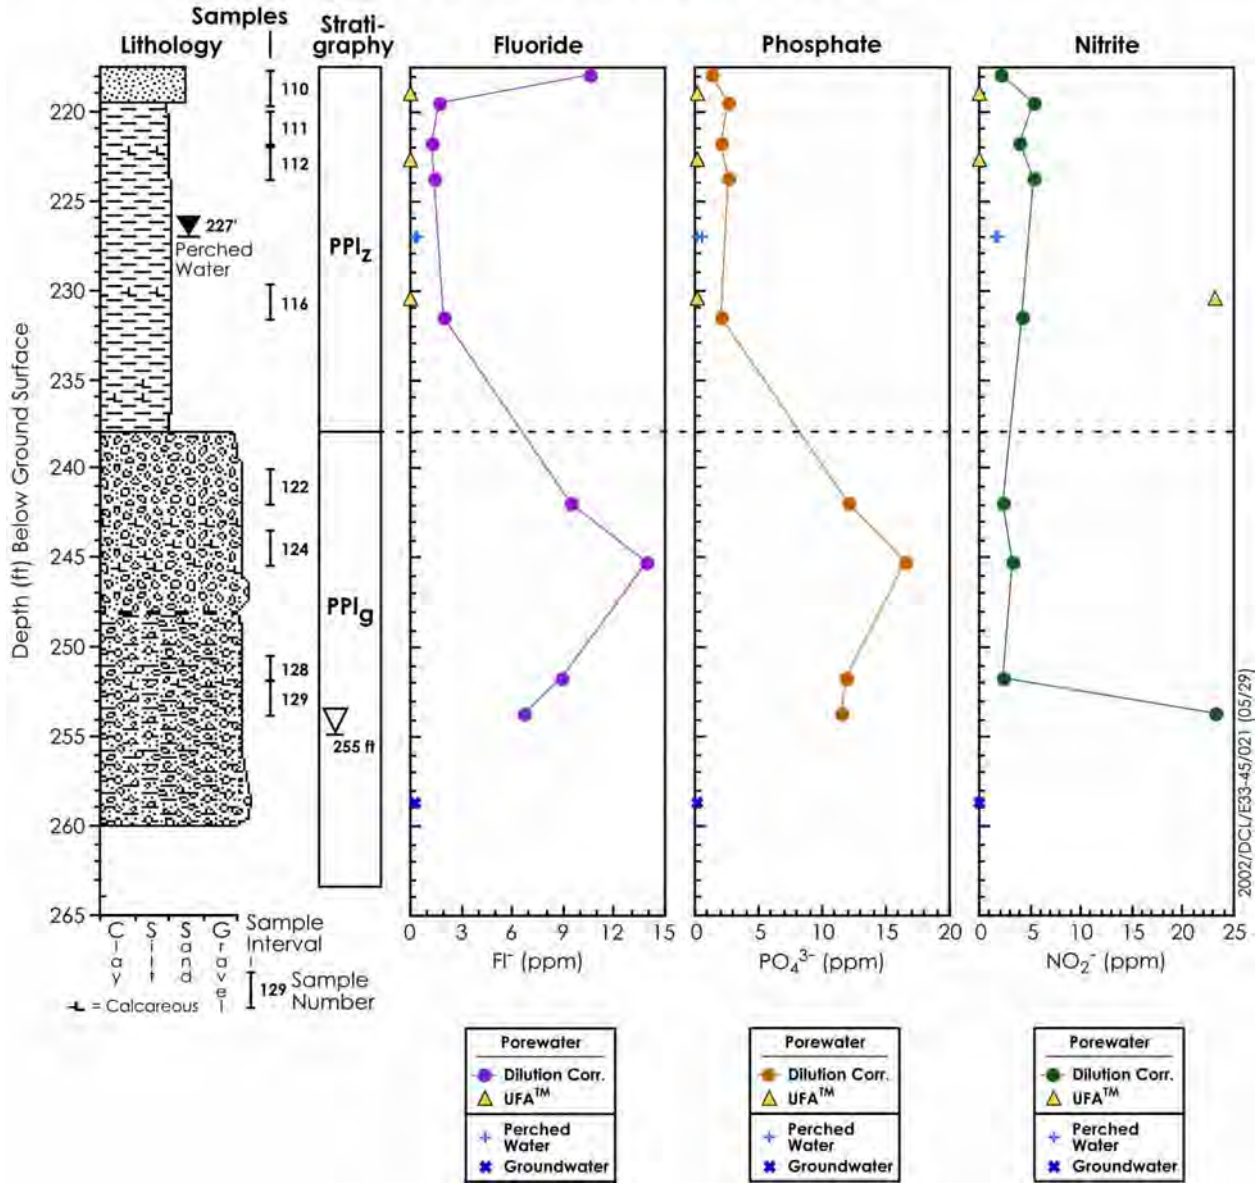 Samples
Lithology
Strati-
graphy
Fluoride
Phosphate
Nitrite
Depth (ft) Below Ground Surface
220
225
230
235
240
245
250
255
260
265
110
111
112
116
122
124
128
129
227'
Perched
Water
PPlz
PPlg
255 ft
0 3 6 9 12 15
Fl⁻ (ppm)
0 5 10 15 20
PO₄³⁻ (ppm)
0 5 10 15 20 25
NO₂⁻ (ppm)
Clay
Silt
Sand
Gravel
Sample
Interval
129 Sample
Number
= Calcareous
2002/DCL/E33-45/021 (05/29)
Porewater
Dilution Corr.
UFA™
Perched
Water
Groundwater
Porewater
Dilution Corr.
UFA™
Perched
Water
Groundwater
Porewater
Dilution Corr.
UFA™
Perched
Water
Groundwater